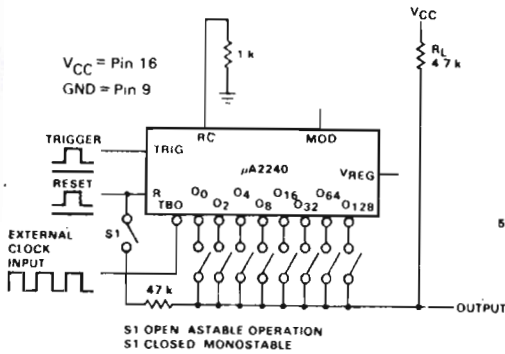 VCC
RL
4 7 k
1 k
VCC = Pin 16
GND = Pin 9
RC
MOD
TRIGGER
TRIG
μA2240
VREG
RESET
R
TBO
O0
O2
O4
O8
O16
O32
O64
O128
S1
5
EXTERNAL
CLOCK
INPUT
47 k
OUTPUT
S1 OPEN ASTABLE OPERATION
S1 CLOSED MONOSTABLE